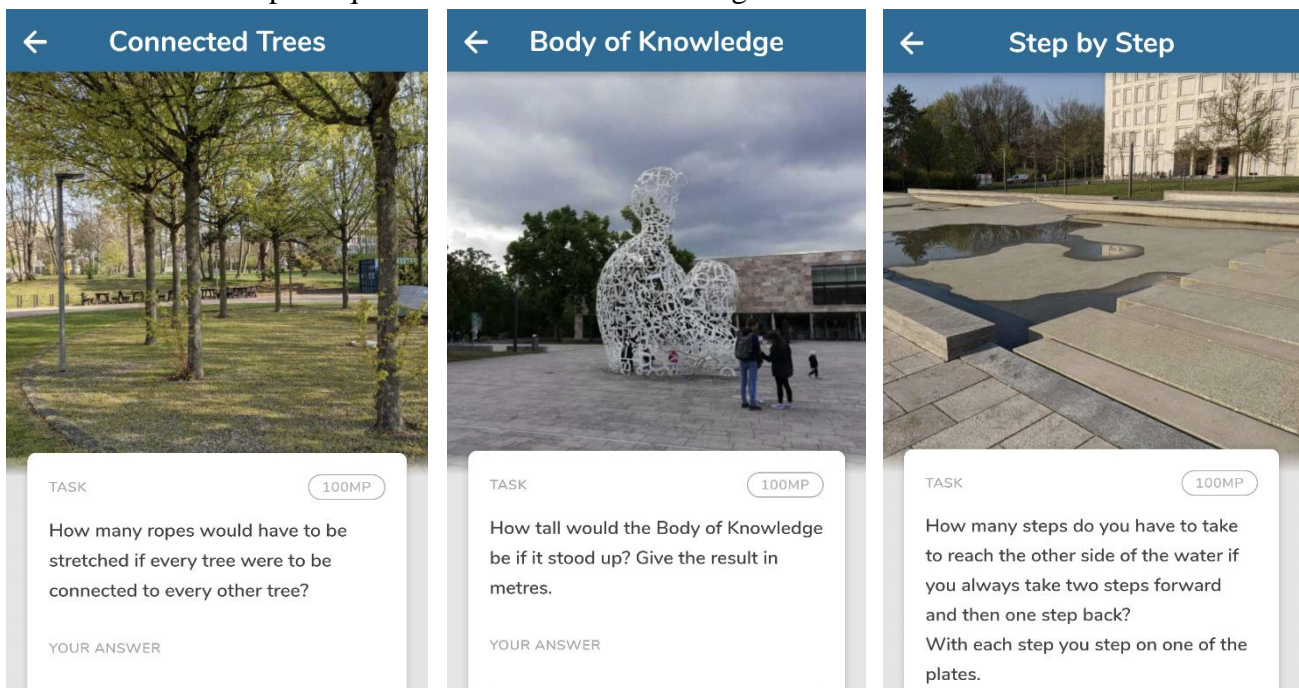 Connected Trees
TASK
100MP
How many ropes would have to be
stretched if every tree were to be
connected to every other tree?
YOUR ANSWER
Body of Knowledge
TASK
100MP
How tall would the Body of Knowledge
be if it stood up? Give the result in
metres.
YOUR ANSWER
Step by Step
TASK
100MP
How many steps do you have to take
to reach the other side of the water if
you always take two steps forward
and then one step back?
With each step you step on one of the
plates.